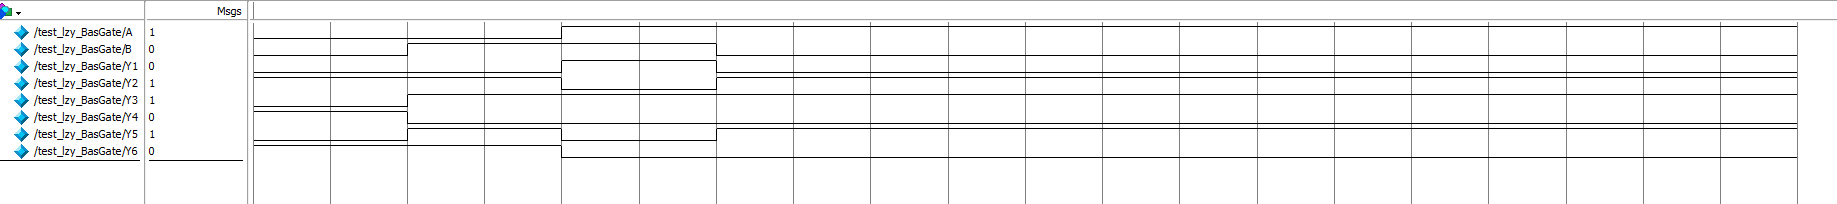 Msgs
/test_lzy_BasGate/A 1
/test_lzy_BasGate/B 0
/test_lzy_BasGate/Y1 0
/test_lzy_BasGate/Y2 1
/test_lzy_BasGate/Y3 1
/test_lzy_BasGate/Y4 0
/test_lzy_BasGate/Y5 1
/test_lzy_BasGate/Y6 0